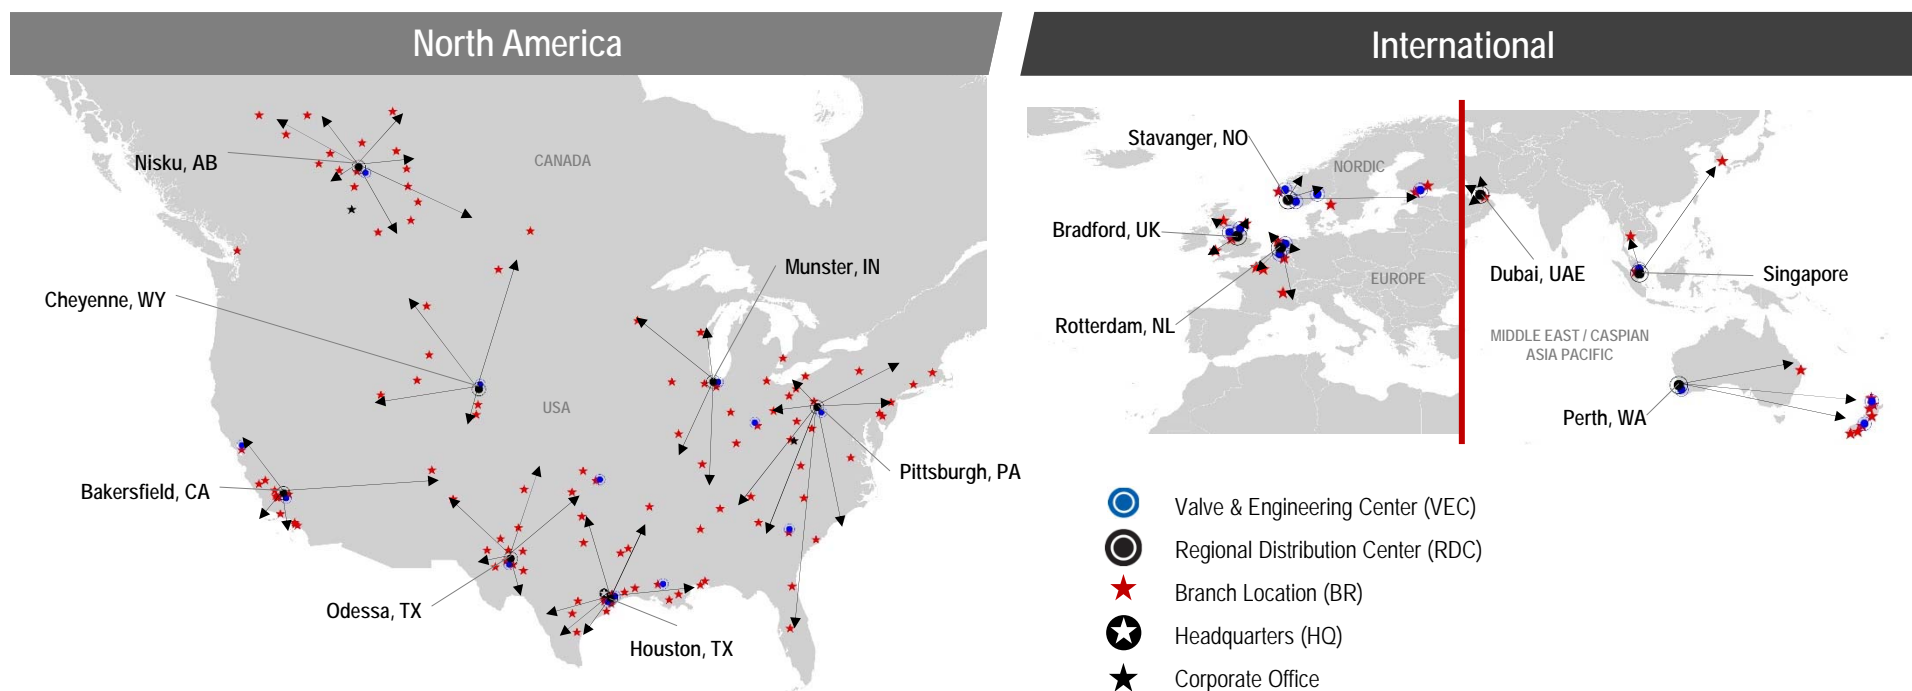 North America
International
Nisku, AB
CANADA
Cheyenne, WY
Munster, IN
USA
Bakersfield, CA
Pittsburgh, PA
Odessa, TX
Houston, TX
Stavanger, NO
NORDIC
Bradford, UK
EUROPE
Rotterdam, NL
Dubai, UAE
Singapore
MIDDLE EAST / CASPIAN
ASIA PACIFIC
Perth, WA
Valve & Engineering Center (VEC)
Regional Distribution Center (RDC)
Branch Location (BR)
Headquarters (HQ)
Corporate Office